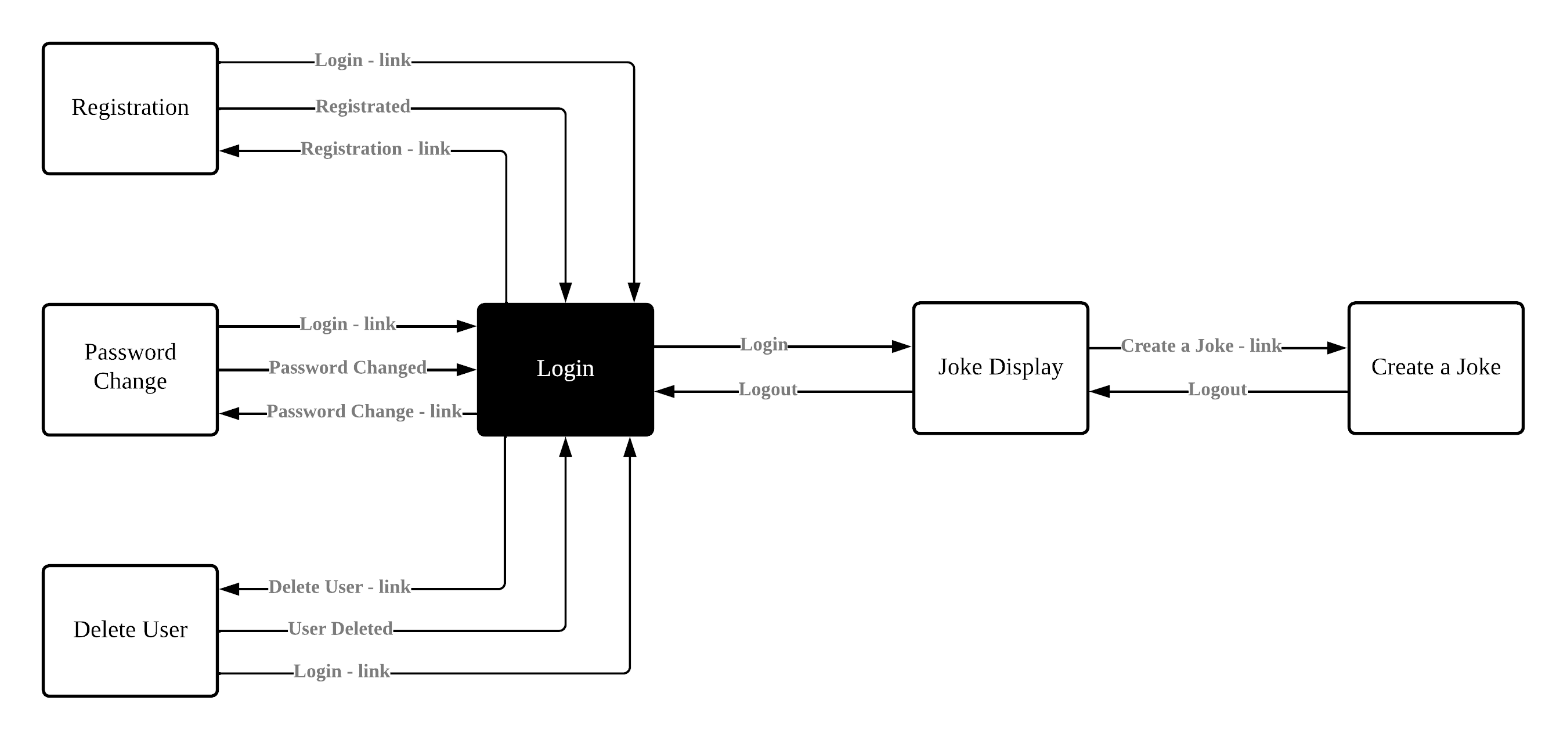 Login - link
Registration
Registrated
Registration - link
Password
Change
Login - link
Password Changed
Password Change - link
Login
Login
Logout
Joke Display
Create a Joke - link
Logout
Create a Joke
Delete User - link
Delete User
User Deleted
Login - link